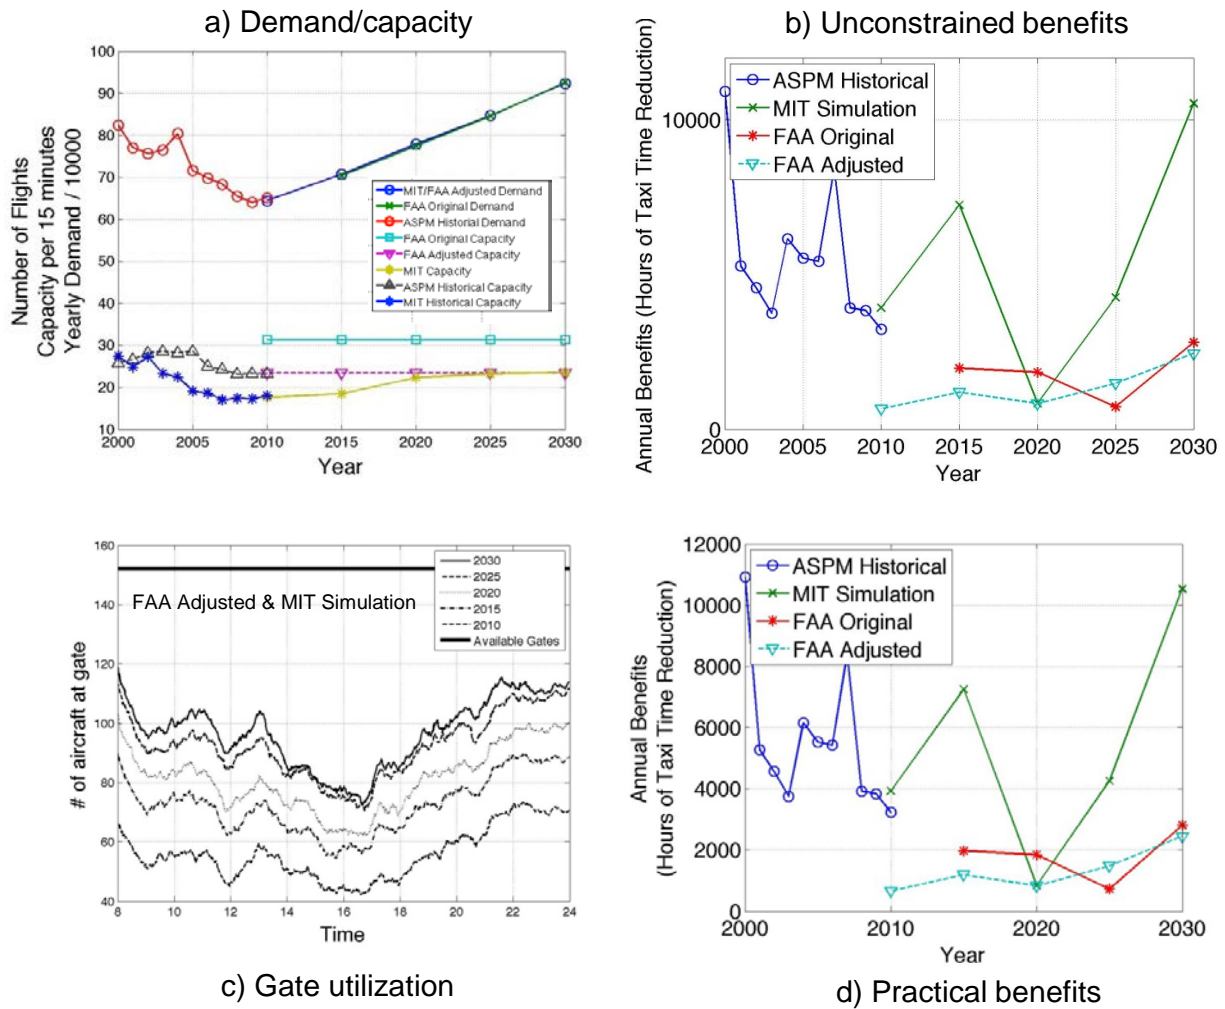 a) Demand/capacity
Number of Flights
Capacity per 15 minutes
Yearly Demand / 10000
100
90
80
70
60
50
40
30
20
10
MIT/FAA Adjusted Demand
FAA Original Demand
ASPM Historial Demand
FAA Original Capacity
FAA Adjusted Capacity
MIT Capacity
ASPM Historical Capacity
MIT Historical Capacity
2000 2005 2010 2015 2020 2025 2030
Year
b) Unconstrained benefits
Annual Benefits (Hours of Taxi Time Reduction)
10000
0
ASPM Historical
MIT Simulation
FAA Original
FAA Adjusted
2000 2005 2010 2015 2020 2025 2030
Year
# of aircraft at gate
160
140
120
100
80
60
40
FAA Adjusted & MIT Simulation
2030
2025
2020
2015
2010
Available Gates
8 10 12 14 16 18 20 22 24
Time
c) Gate utilization
Annual Benefits
(Hours of Taxi Time Reduction)
12000
10000
8000
6000
4000
2000
0
ASPM Historical
MIT Simulation
FAA Original
FAA Adjusted
2000 2010 2020 2030
Year
d) Practical benefits